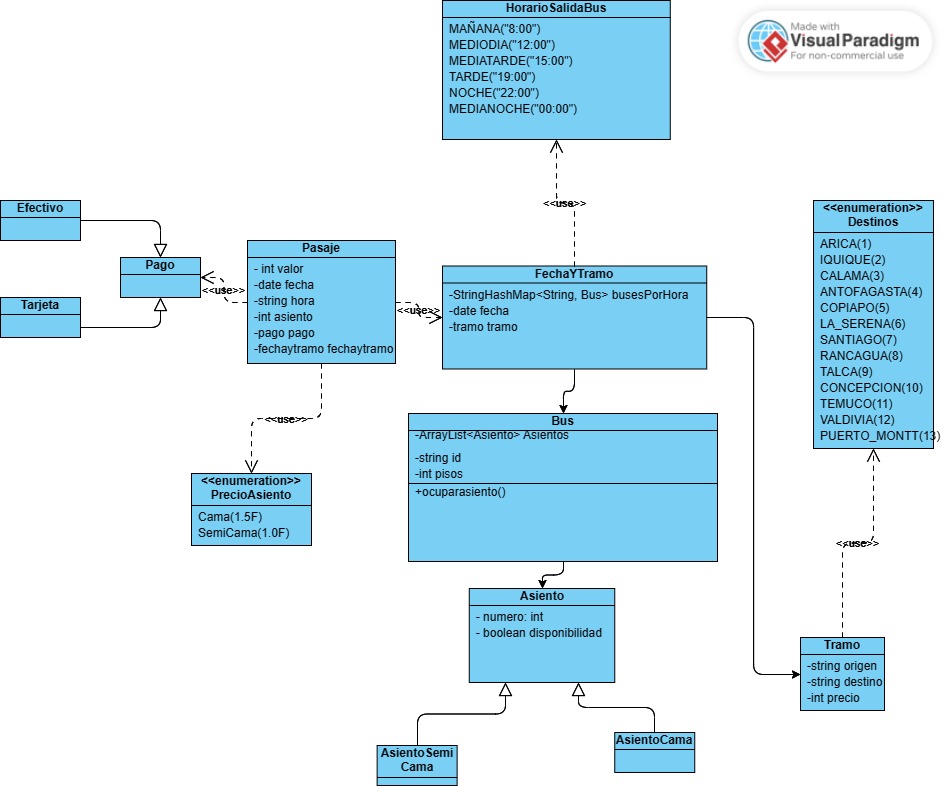 HorarioSalidaBus
MAÑANA("8:00")
MEDIODIA("12:00")
MEDIATARDE("15:00")
TARDE("19:00")
NOCHE("22:00")
MEDIANOCHE("00:00")
Made with
Visual Paradigm
For non-commercial use
<<use>>
Efectivo
Pago
Tarjeta
<<use>>
Pasaje
- int valor
-date fecha
-string hora
-int asiento
-pago pago
-fechaytramo fechaytramo
<<use>>
FechaYTramo
-StringHashMap<String, Bus> busesPorHora
-date fecha
-tramo tramo
<<enumeration>>
Destinos
ARICA(1)
IQUIQUE(2)
CALAMA(3)
ANTOFAGASTA(4)
COPIAPO(5)
LA_SERENA(6)
SANTIAGO(7)
RANCAGUA(8)
TALCA(9)
CONCEPCION(10)
TEMUCO(11)
VALDIVIA(12)
PUERTO_MONTT(13)
<<use>>
<<enumeration>>
PrecioAsiento
Cama(1.5F)
SemiCama(1.0F)
Bus
-ArrayList<Asiento> Asientos
-string id
-int pisos
+ocuparasiento()
<<use>>
Asiento
- numero: int
- boolean disponibilidad
Tramo
-string origen
-string destino
-int precio
AsientoSemi
Cama
AsientoCama